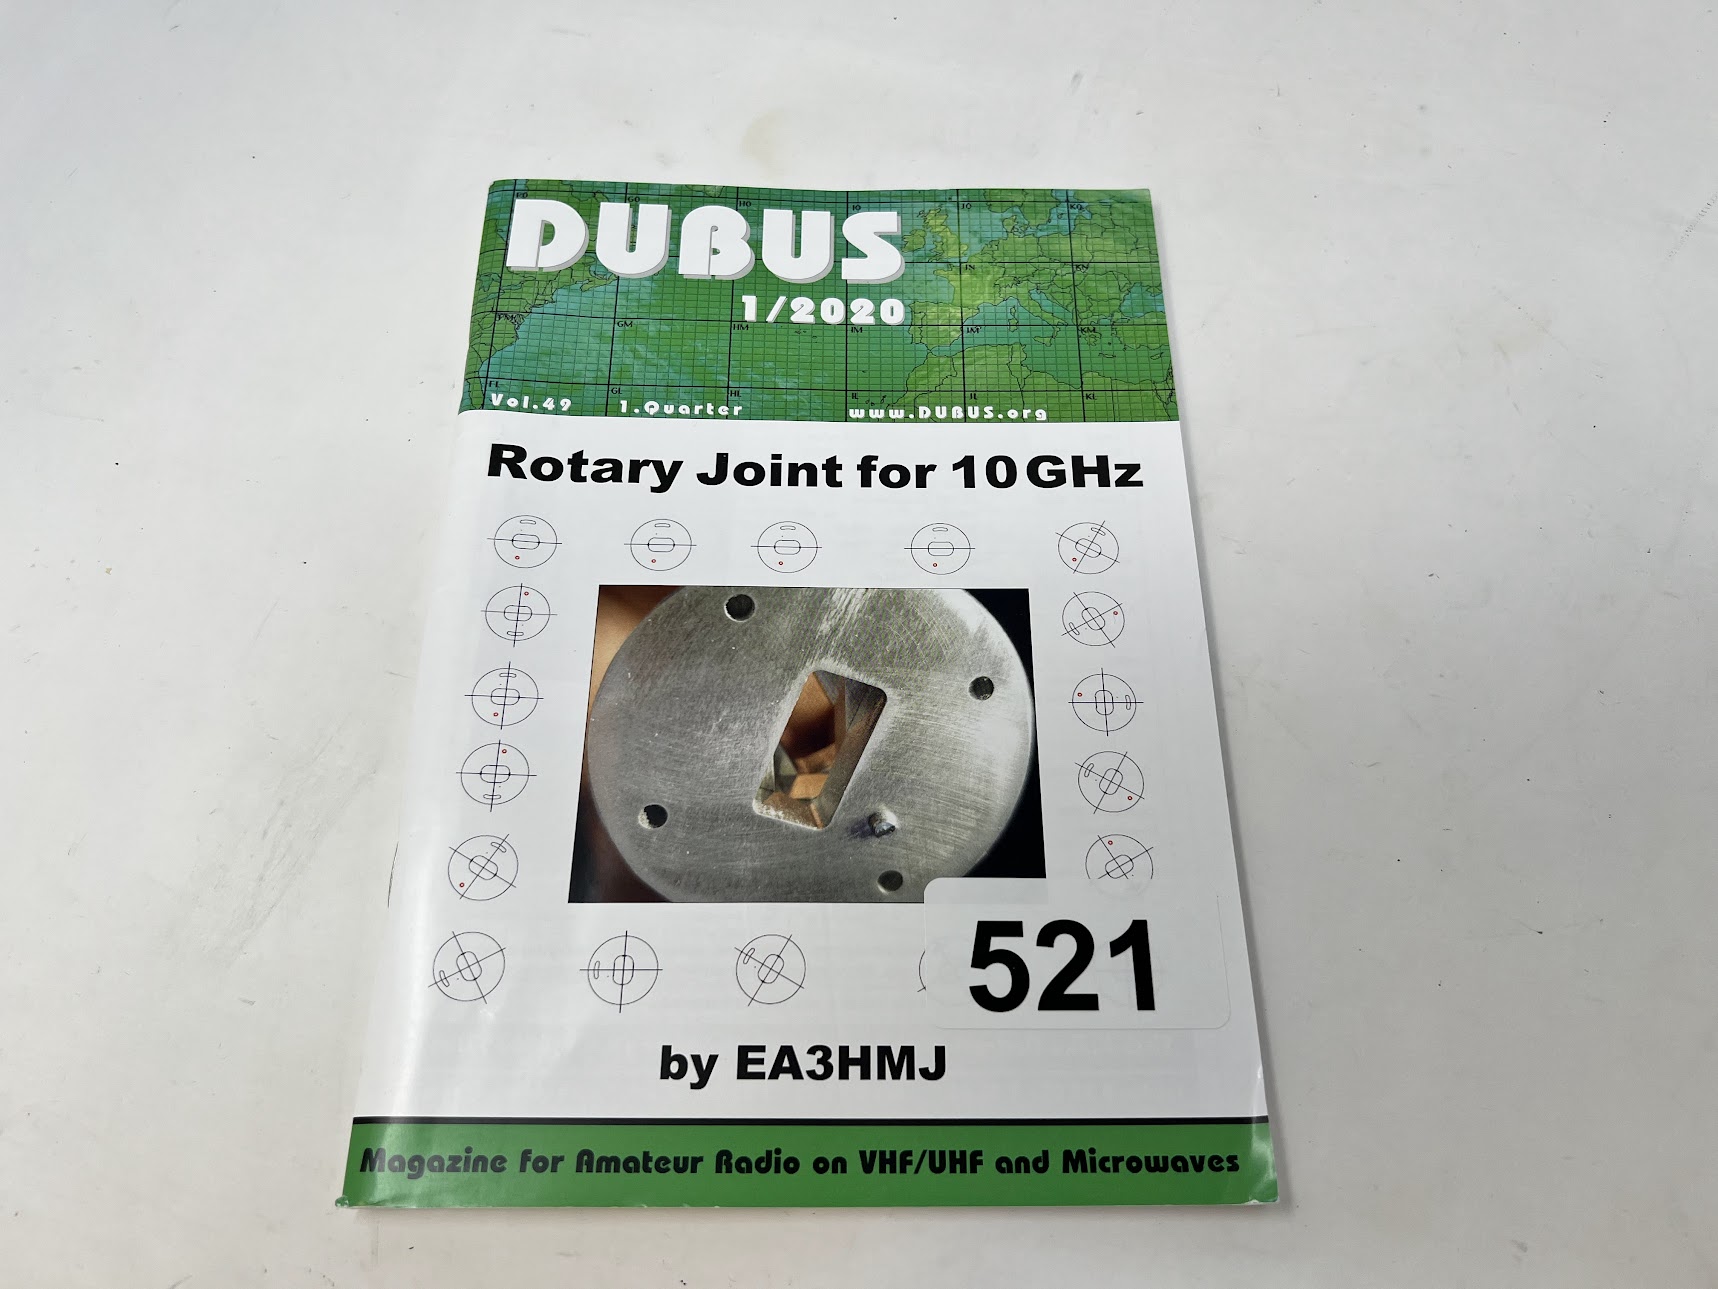 DUBUS
1/2020
Vol.49 1.Quarter www.DUBUS.org
Rotary Joint for 10 GHz
521
by EA3HMJ
Magazine for Amateur Radio on VHF/UHF and Microwaves